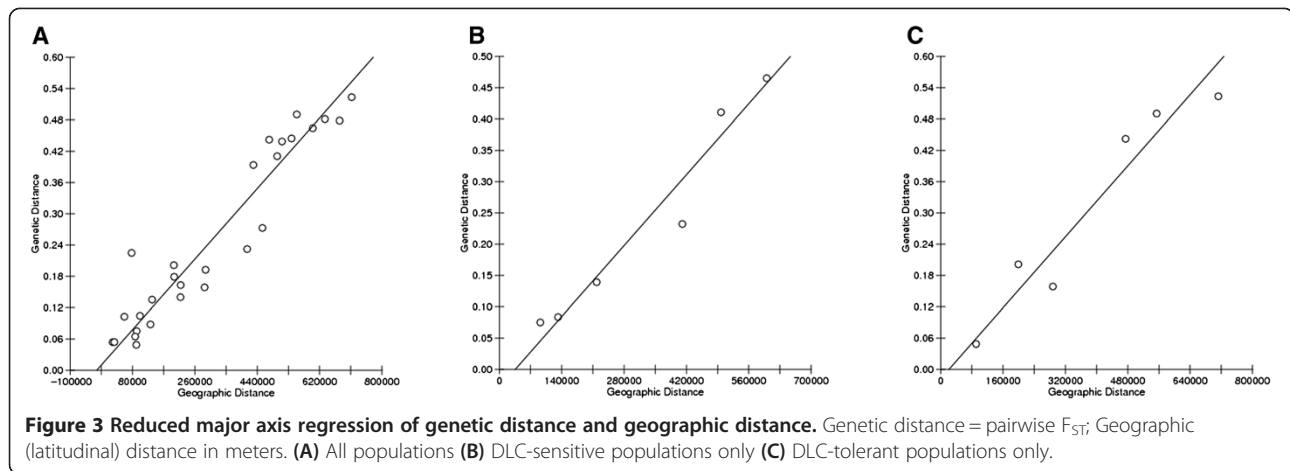 A
0.60
0.54
0.48
0.42
0.36
0.30
0.24
0.18
0.12
0.06
0.00
Genetic Distance
−100000 80000 260000 440000 620000 800000
Geographic Distance
B
0.50
0.45
0.40
0.35
0.30
0.25
0.20
0.15
0.10
0.05
0.00
Genetic Distance
0 140000 280000 420000 560000 700000
Geographic Distance
C
0.60
0.54
0.48
0.42
0.36
0.30
0.24
0.18
0.12
0.06
0.00
Genetic Distance
0 160000 320000 480000 640000 800000
Geographic Distance
Figure 3 Reduced major axis regression of genetic distance and geographic distance. Genetic distance = pairwise FST; Geographic
(latitudinal) distance in meters. (A) All populations (B) DLC-sensitive populations only (C) DLC-tolerant populations only.